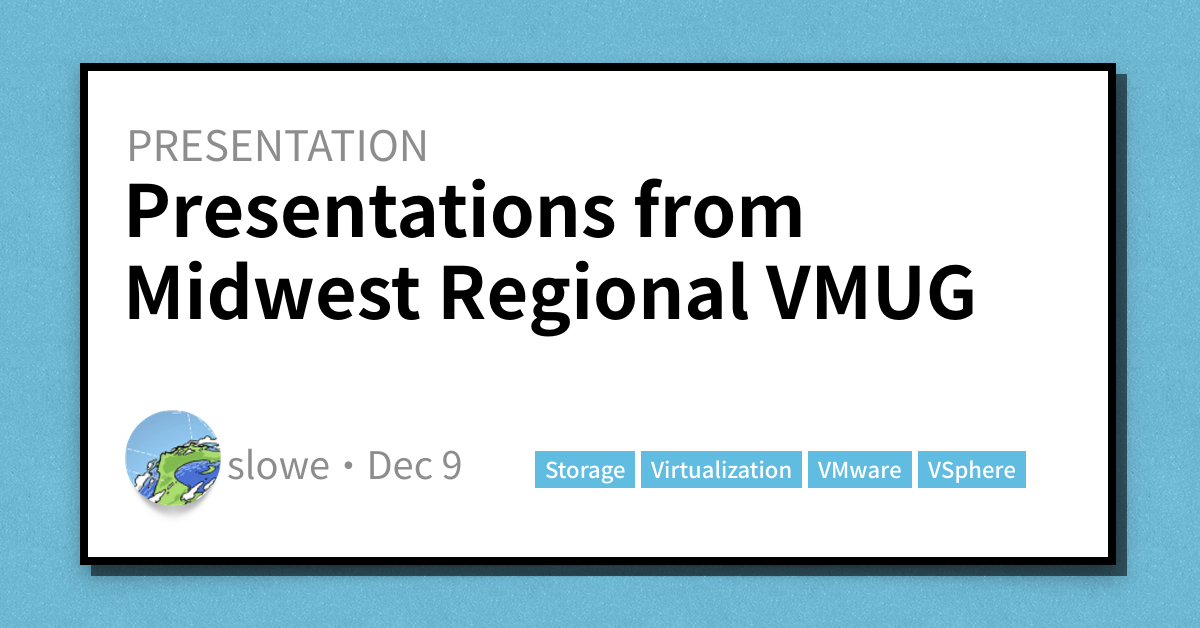 PRESENTATION
Presentations from
Midwest Regional VMUG
slowe • Dec 9
Storage Virtualization VMware VSphere